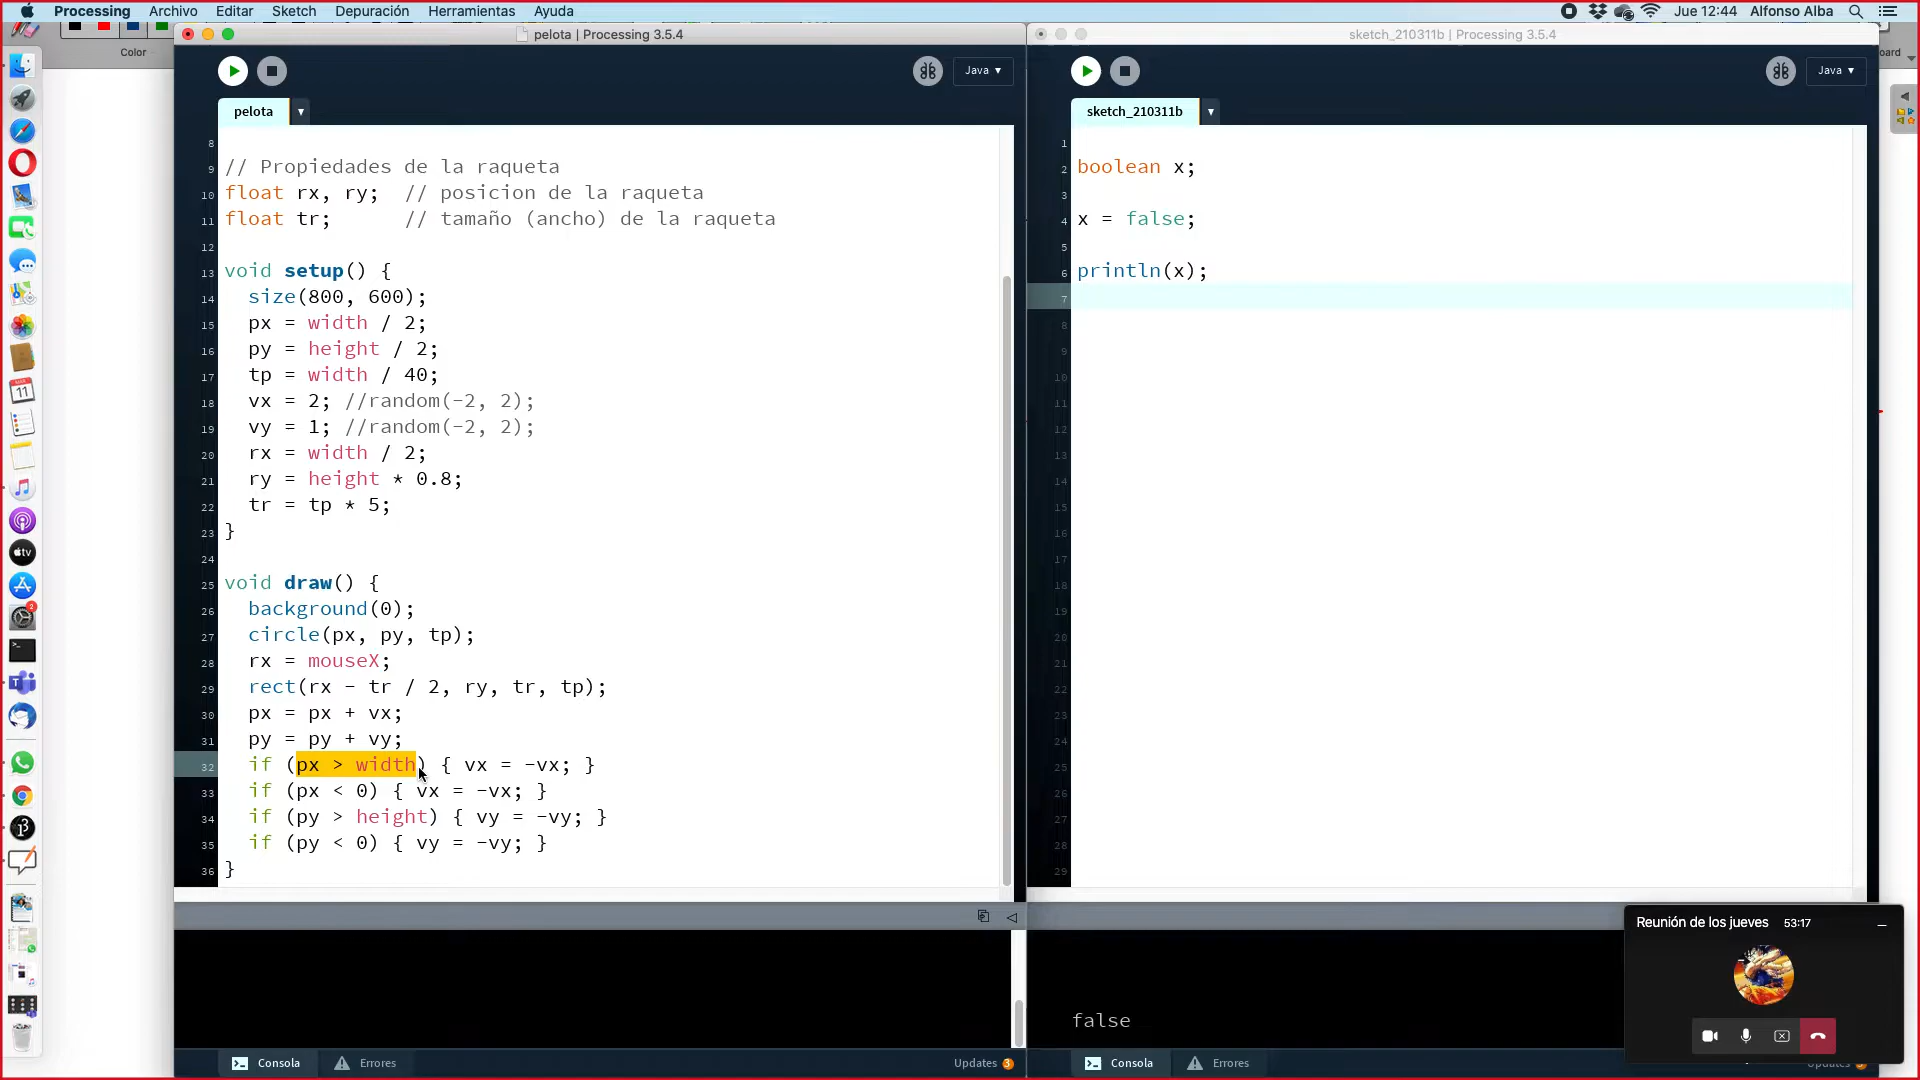 Processing Archivo Editar Sketch Depuración Herramientas Ayuda
Jue 12:44 Alfonso Alba
Color
pelota | Processing 3.5.4
Java
pelota
8
9 // Propiedades de la raqueta
10 float rx, ry; // posicion de la raqueta
11 float tr; // tamaño (ancho) de la raqueta
12
13 void setup() {
14 size(800, 600);
15 px = width / 2;
16 py = height / 2;
17 tp = width / 40;
18 vx = 2; //random(-2, 2);
19 vy = 1; //random(-2, 2);
20 rx = width / 2;
21 ry = height * 0.8;
22 tr = tp * 5;
23 }
24
25 void draw() {
26 background(0);
27 circle(px, py, tp);
28 rx = mouseX;
29 rect(rx - tr / 2, ry, tr, tp);
30 px = px + vx;
31 py = py + vy;
32 if (px > width) { vx = -vx; }
33 if (px < 0) { vx = -vx; }
34 if (py > height) { vy = -vy; }
35 if (py < 0) { vy = -vy; }
36 }
Consola Errores Updates 3
sketch_210311b | Processing 3.5.4
Java
sketch_210311b
1
2 boolean x;
3
4 x = false;
5
6 println(x);
7
8
9
10
11
12
13
14
15
16
17
18
19
20
21
22
23
24
25
26
27
28
29
false
Consola Errores
Reunión de los jueves 53:17
MAR
11
tv
2